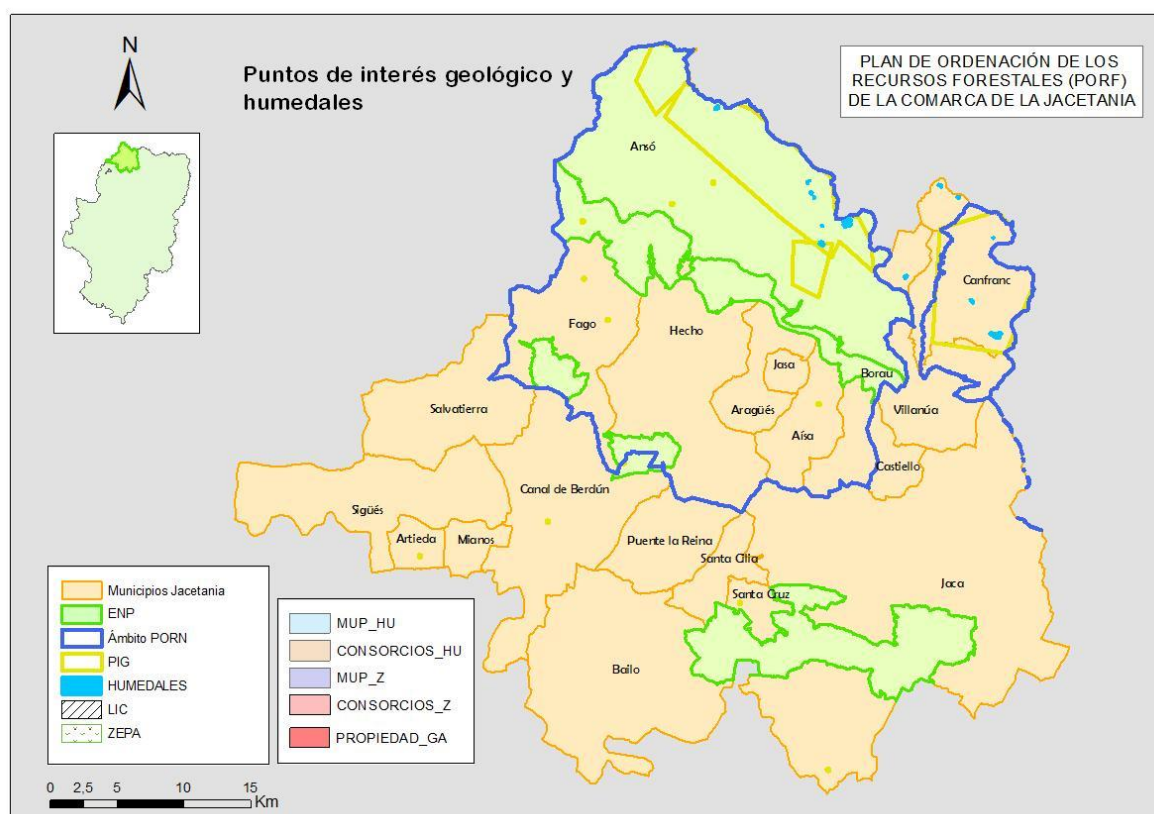 N
Puntos de interés geológico y
humedales
PLAN DE ORDENACIÓN DE LOS
RECURSOS FORESTALES (PORF)
DE LA COMARCA DE LA JACETANIA
Ansó
Canfranc
Fago
Hecho
Jasa
Borau
Aragüés
Villanúa
Salvatierra
Aísa
Castiello
Canal de Berdún
Sigüés
Artieda
Mianos
Puente la Reina
Santa Cilia
Santa Cruz
Jaca
Bailo
Municipios Jacetania
ENP
Ámbito PORN
PIG
HUMEDALES
LIC
ZEPA
MUP_HU
CONSORCIOS_HU
MUP_Z
CONSORCIOS_Z
PROPIEDAD_GA
0 2,5 5 10 15
Km